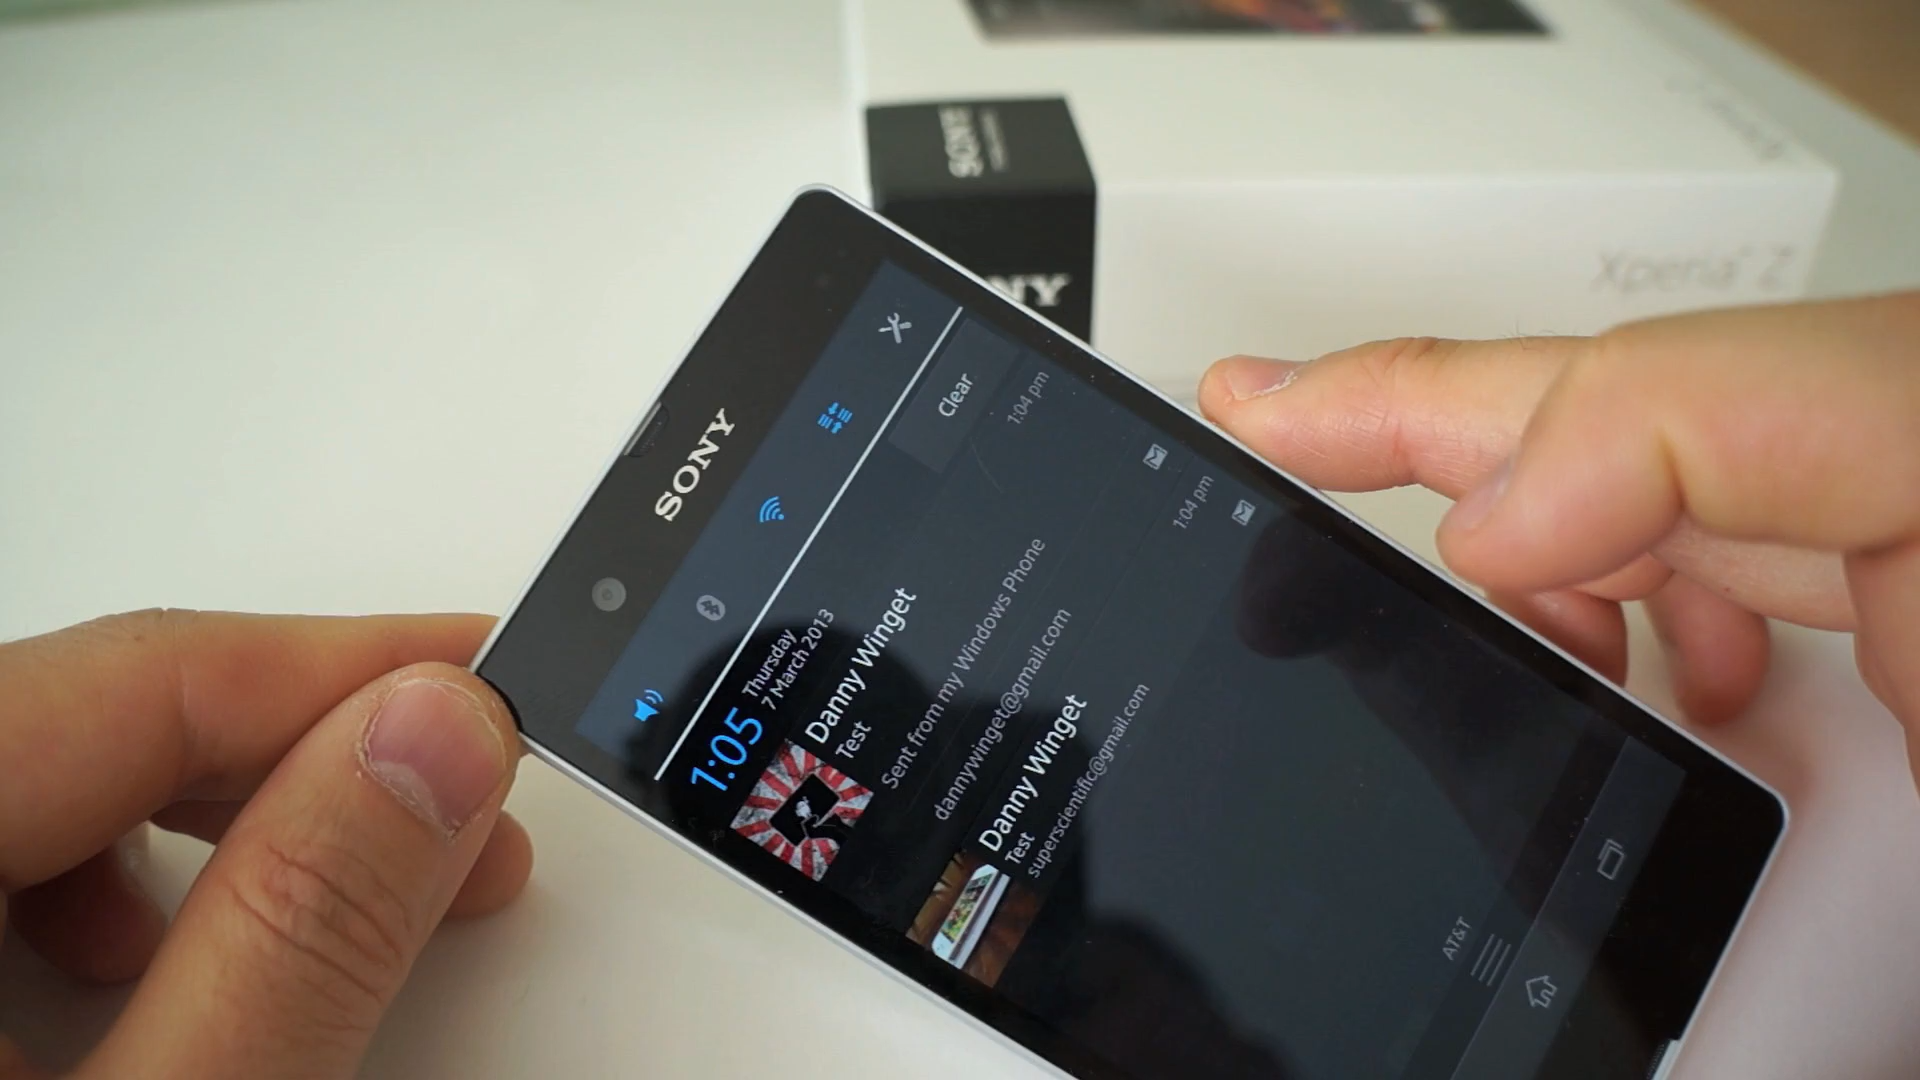 SONY
SONY
Xperia Z
SONY
Clear
1:05
Thursday
7 March 2013
Danny Winget
1:04 pm
Test
Sent from my Windows Phone
dannywinget@gmail.com
Danny Winget
1:04 pm
Test
superscientific@gmail.com
AT&T